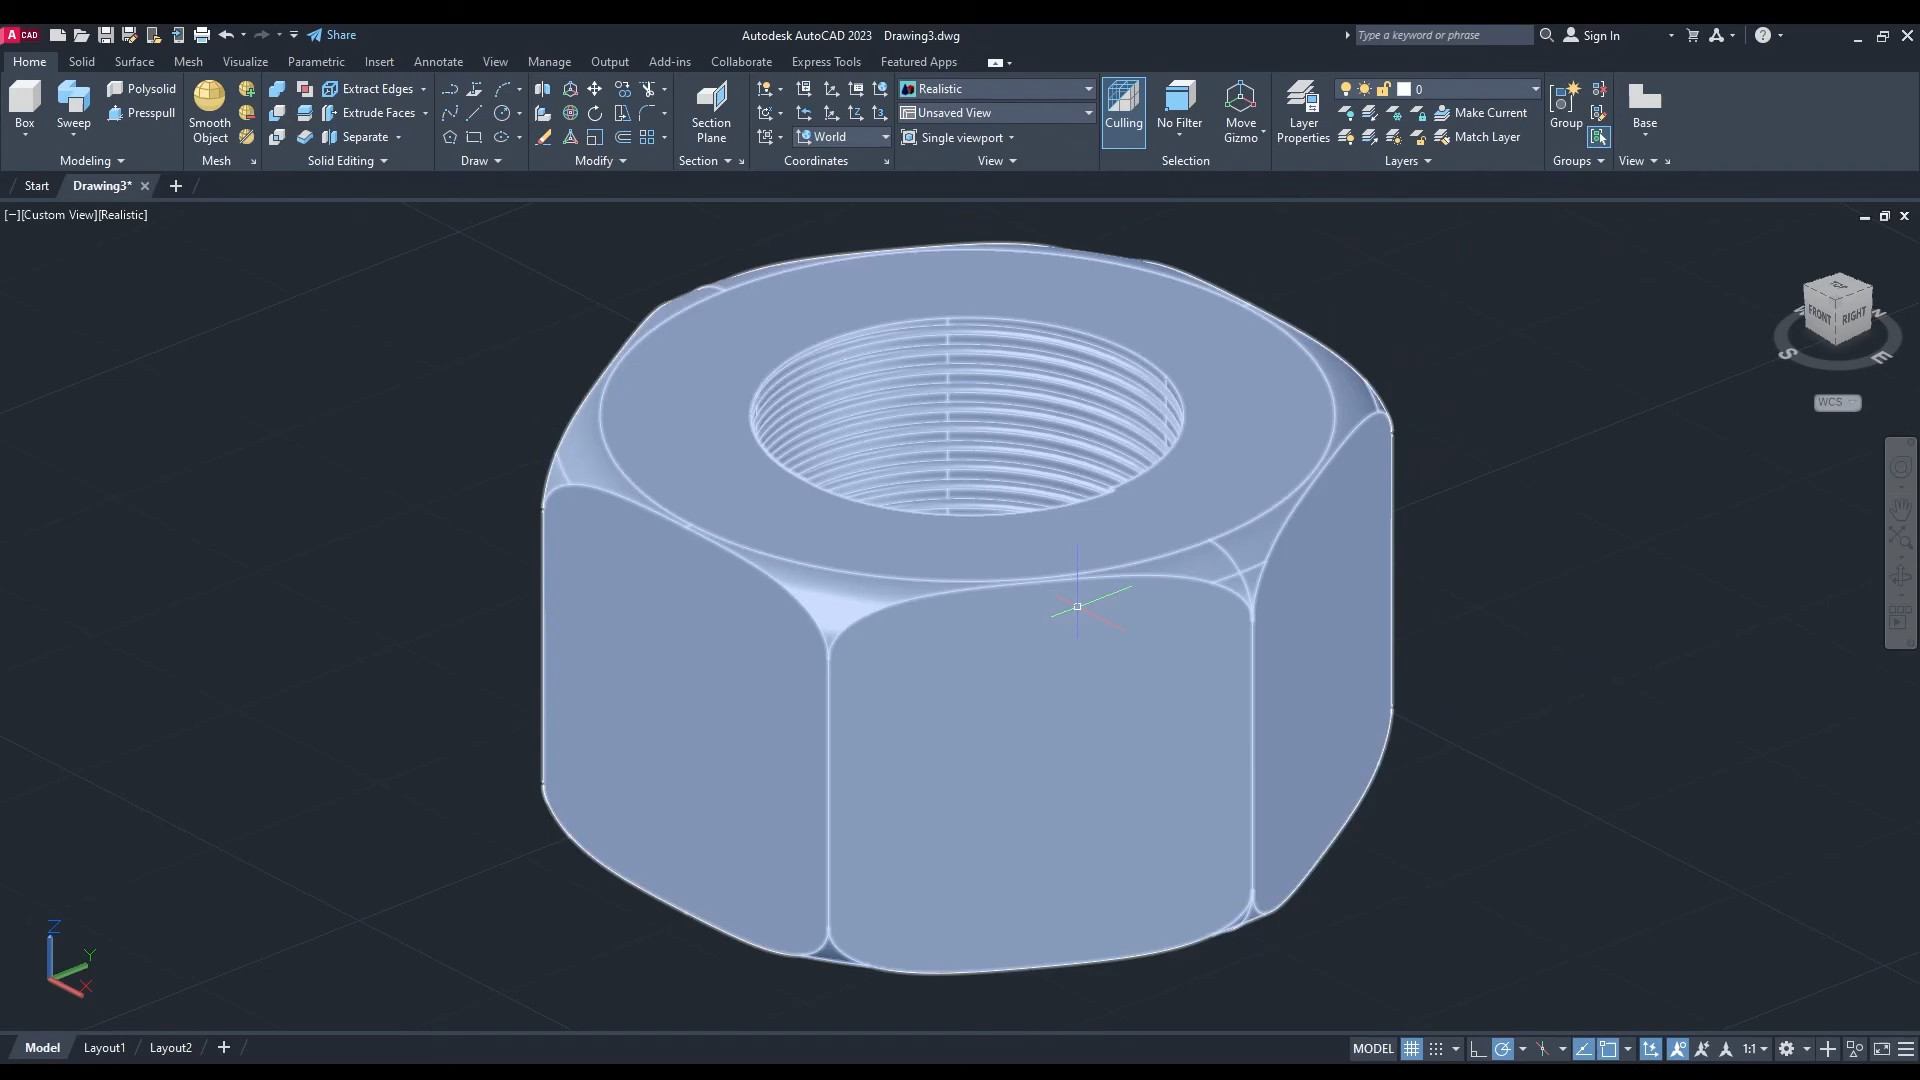 A CAD
Share
Autodesk AutoCAD 2023 Drawing3.dwg
Type a keyword or phrase
Sign In
Home Solid Surface Mesh Visualize Parametric Insert Annotate View Manage Output Add-ins Collaborate Express Tools Featured Apps
Box
Sweep
Polysolid
Presspull
Modeling
Smooth
Object
Mesh
Extract Edges
Extrude Faces
Separate
Solid Editing
Draw
Modify
Section
Plane
Section
World
Coordinates
Realistic
Unsaved View
Single viewport
View
Culling
No Filter
Move
Gizmo
Selection
Layer
Properties
0
Make Current
Match Layer
Layers
Group
Groups
Base
View
Start Drawing3*
[−][Custom View][Realistic]
TOP
FRONT
RIGHT
S
E
WCS
Z
Y
X
Model Layout1 Layout2
MODEL
1:1